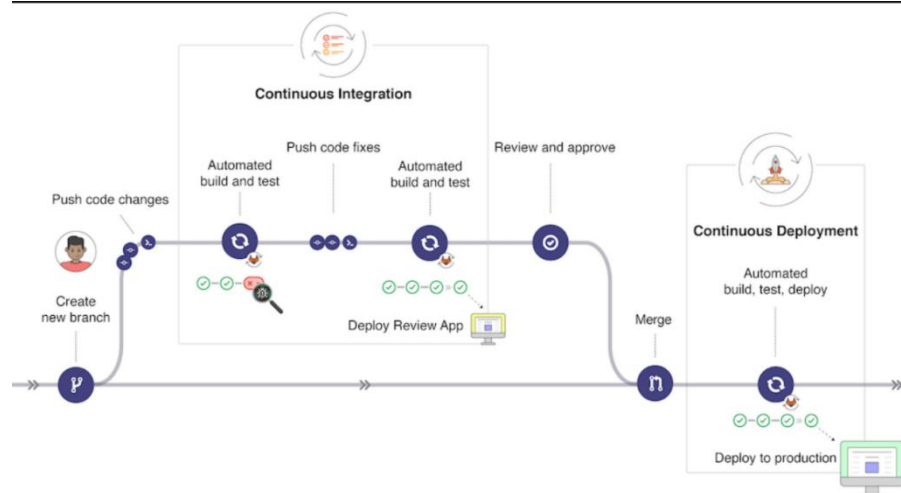 Continuous Integration
Push code fixes
Review and approve
Automated
build and test
Automated
build and test
Push code changes
Continuous Deployment
Automated
build, test, deploy
Create
new branch
Deploy Review App
Merge
Deploy to production